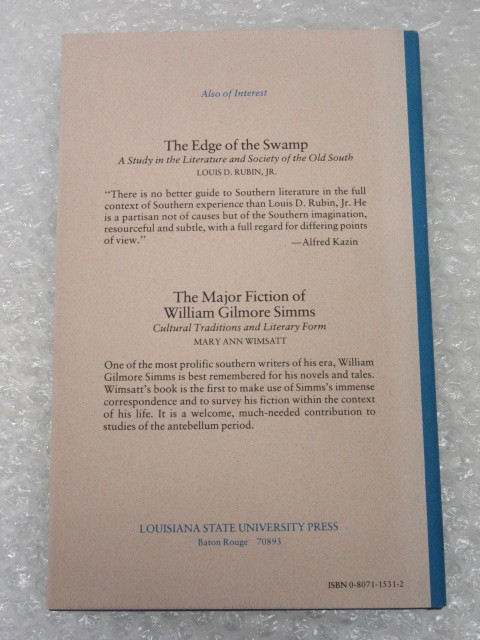 Also of Interest
The Edge of the Swamp
A Study in the Literature and Society of the Old South
LOUIS D. RUBIN, JR.
“There is no better guide to Southern literature in the full
context of Southern experience than Louis D. Rubin, Jr. He
is a partisan not of causes but of the Southern imagination,
resourceful and subtle, with a full regard for differing points
of view.” —Alfred Kazin
The Major Fiction of
William Gilmore Simms
Cultural Traditions and Literary Form
MARY ANN WIMSATT
One of the most prolific southern writers of his era, William
Gilmore Simms is best remembered for his novels and tales.
Wimsatt's book is the first to make use of Simms's immense
correspondence and to survey his fiction within the context
of his life. It is a welcome, much-needed contribution to
studies of the antebellum period.
LOUISIANA STATE UNIVERSITY PRESS
Baton Rouge 70893
ISBN 0-8071-1531-2